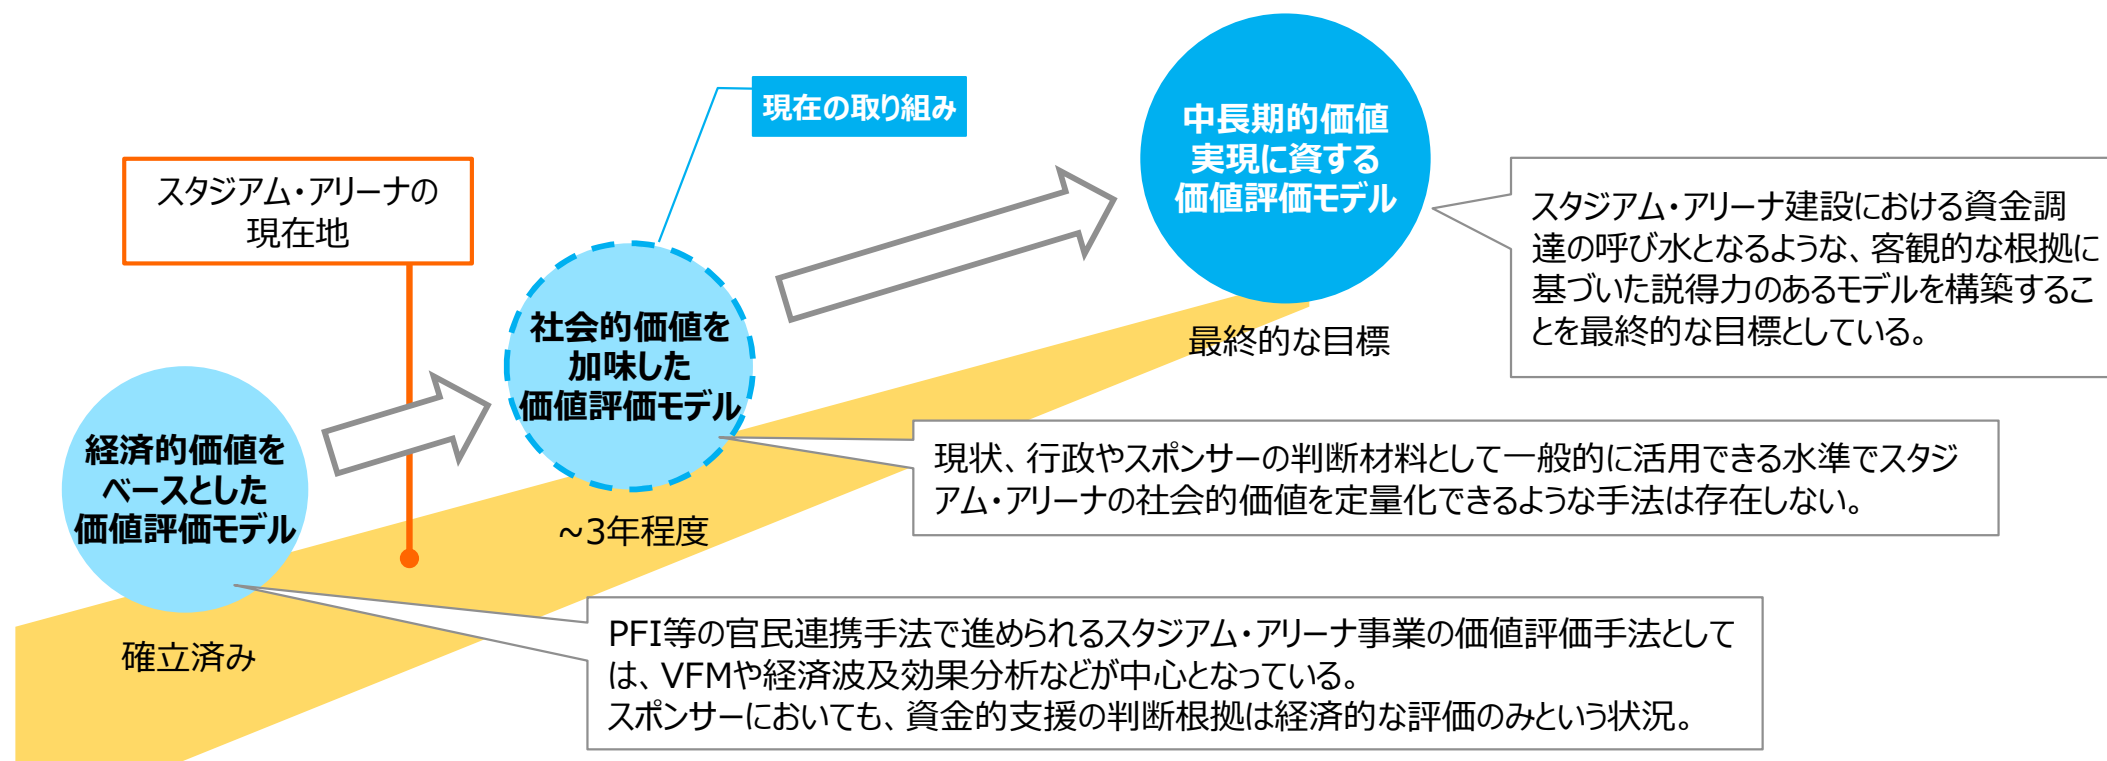 現在の取り組み
中長期的価値
実現に資する
価値評価モデル
スタジアム・アリーナの
現在地
スタジアム・アリーナ建設における資金調
達の呼び水となるような、客観的な根拠に
基づいた説得力のあるモデルを構築するこ
とを最終的な目標としている。
社会的価値を
加味した
価値評価モデル
最終的な目標
経済的価値を
ベースとした
価値評価モデル
現状、行政やスポンサーの判断材料として一般的に活用できる水準でスタジ
アム・アリーナの社会的価値を定量化できるような手法は存在しない。
~3年程度
確立済み
PFI等の官民連携手法で進められるスタジアム・アリーナ事業の価値評価手法として
は、VFMや経済波及効果分析などが中心となっている。
スポンサーにおいても、資金的支援の判断根拠は経済的な評価のみという状況。